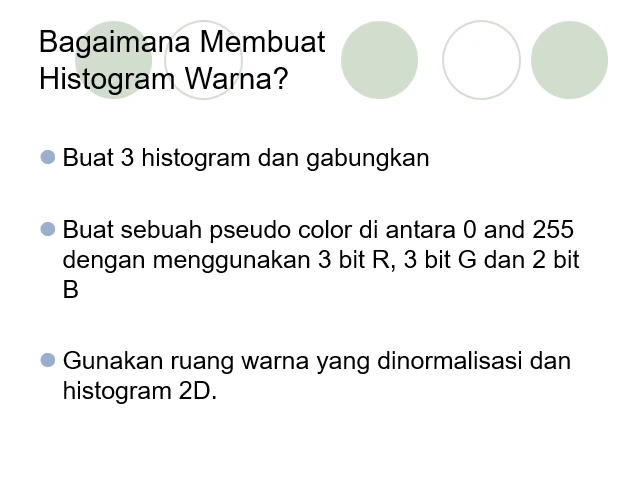 Bagaimana Membuat
Histogram Warna?
Buat 3 histogram dan gabungkan
Buat sebuah pseudo color di antara 0 and 255
dengan menggunakan 3 bit R, 3 bit G dan 2 bit
B
Gunakan ruang warna yang dinormalisasi dan
histogram 2D.